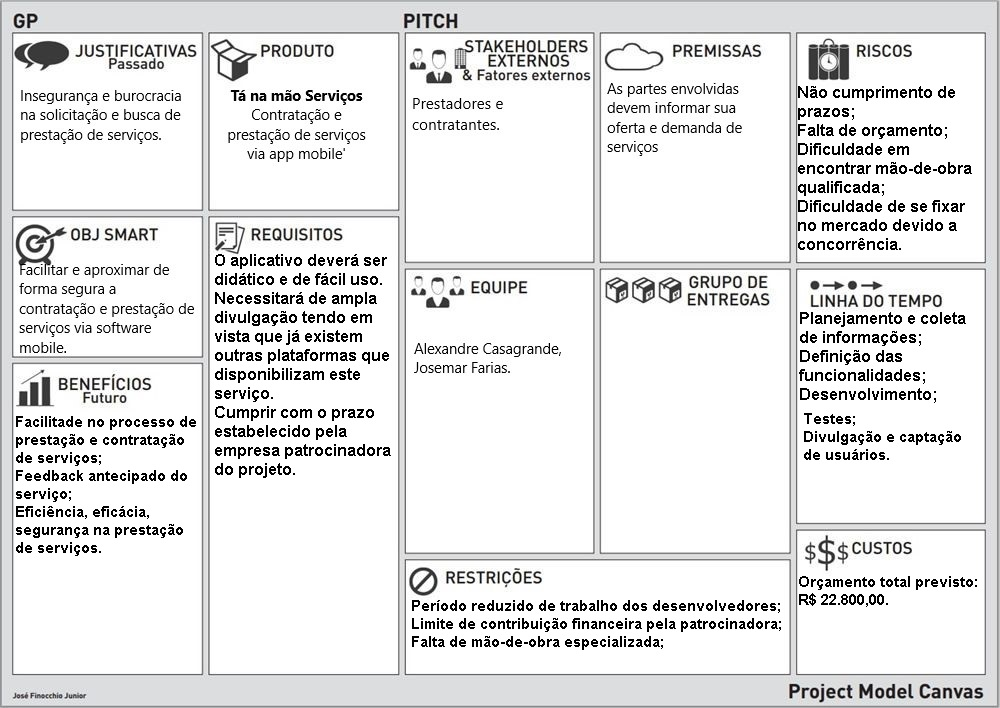 GP
PITCH
JUSTIFICATIVAS
Passado
Insegurança e burocracia
na solicitação e busca de
prestação de serviços.
PRODUTO
Tá na mão Serviços
Contratação e
prestação de serviços
via app mobile'
STAKEHOLDERS
EXTERNOS
& Fatores externos
Prestadores e
contratantes.
PREMISSAS
As partes envolvidas
devem informar sua
oferta e demanda de
serviços
RISCOS
Não cumprimento de
prazos;
Falta de orçamento;
Dificuldade em
encontrar mão-de-obra
qualificada;
Dificuldade de se fixar
no mercado devido a
concorrência.
OBJ SMART
Facilitar e aproximar de
forma segura a
contratação e prestação de
serviços via software
mobile.
REQUISITOS
O aplicativo deverá ser
didático e de fácil uso.
Necessitará de ampla
divulgação tendo em
vista que já existem
outras plataformas que
disponibilizam este
serviço.
Cumprir com o prazo
estabelecido pela
empresa patrocinadora
do projeto.
EQUIPE
Alexandre Casagrande,
Josemar Farias.
GRUPO DE
ENTREGAS
LINHA DO TEMPO
Planejamento e coleta
de informações;
Definição das
funcionalidades;
Desenvolvimento;
Testes;
Divulgação e captação
de usuários.
BENEFÍCIOS
Futuro
Facilitade no processo de
prestação e contratação
de serviços;
Feedback antecipado do
serviço;
Eficiência, eficácia,
segurança na prestação
de serviços.
RESTRIÇÕES
Período reduzido de trabalho dos desenvolvedores;
Limite de contribuição financeira pela patrocinadora;
Falta de mão-de-obra especializada;
$$$ CUSTOS
Orçamento total previsto:
R$ 22.800,00.
José Finocchio Junior
Project Model Canvas